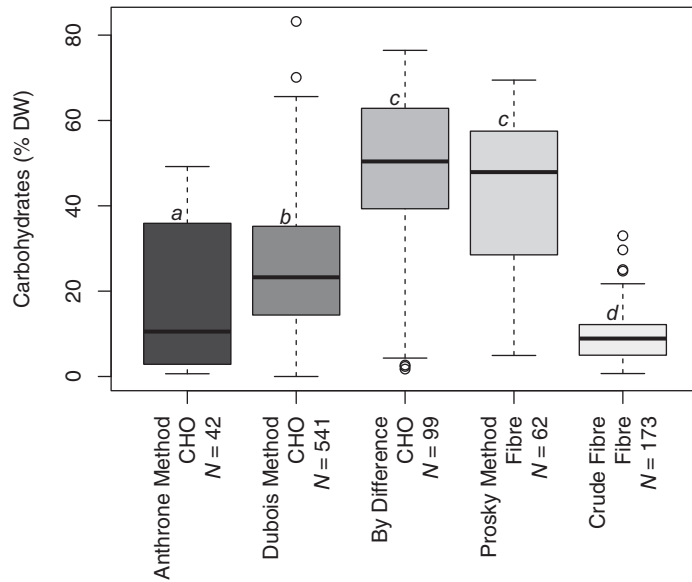 80
60
40
20
0
Carbohydrates (% DW)
a
b
c
c
d
Anthrone Method
CHO
N = 42
Dubois Method
CHO
N = 541
By Difference
CHO
N = 99
Prosky Method
Fibre
N = 62
Crude Fibre
Fibre
N = 173